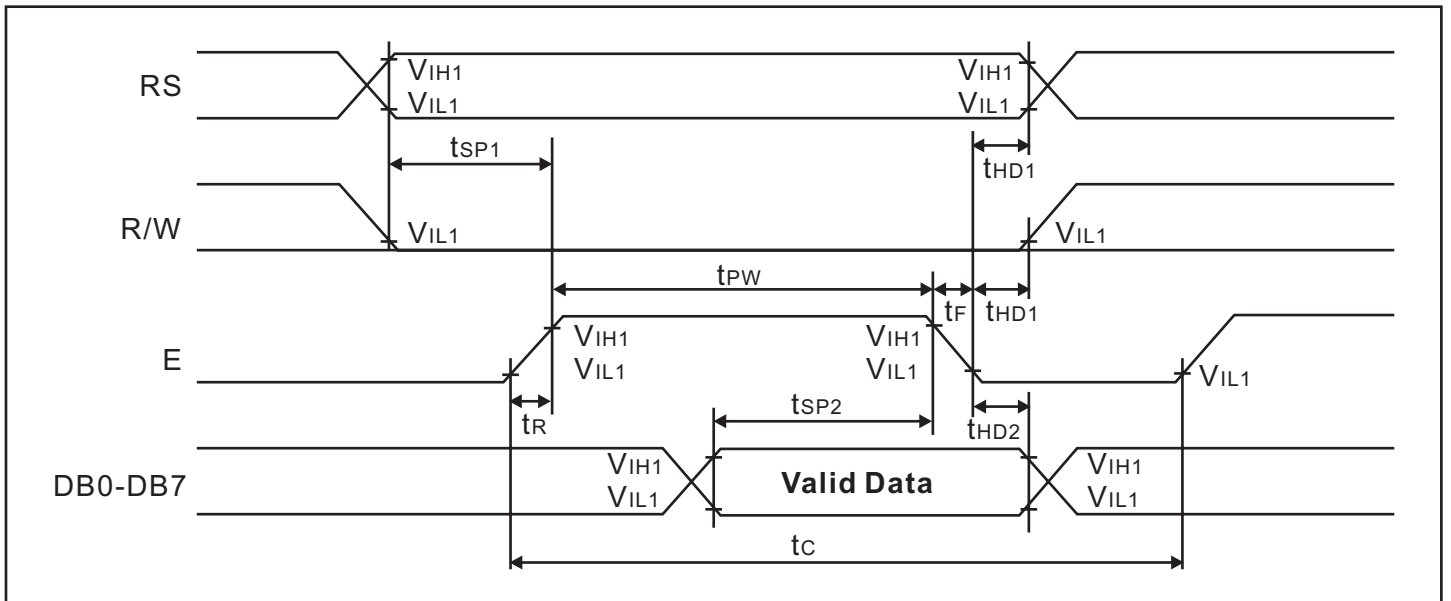 RS
VIH1
VIH1
VIL1
VIL1
tSP1
tHD1
R/W
VIL1
VIL1
tPW
tF
tHD1
E
VIH1
VIH1
VIL1
VIL1
VIL1
tR
tSP2
tHD2
DB0-DB7
VIH1
VIL1
Valid Data
VIH1
VIL1
tC